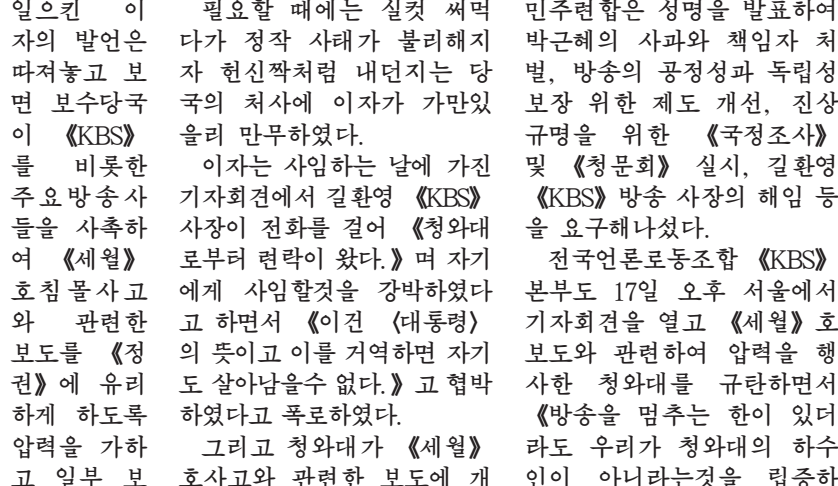 일으킨 이
자의 발언은
따져놓고 보
면 보수당국
이 《KBS》
를 비롯한
주요방송사
들을 사촉하
여 《세월》
호침몰사고
와 관련한
보도를 《정
권》에 유리
하게 하도록
압력을 가하
고 일부 보
필요할 때에는 실컷 써먹
다가 정작 사태가 불리해지
자 헌신짝처럼 내던지는 당
국의 처사에 이자가 가만있
을리 만무하였다.
이자는 사임하는 날에 가진
기자회견에서 길환영 《KBS》
사장이 전화를 걸어 《청와대
로부터 련락이 왔다.》며 자기
에게 사임할것을 강박하였다
고 하면서 《이건 〈대통령〉
의 뜻이고 이를 거역하면 자기
도 살아남을수 없다.》고 협박
하였다고 폭로하였다.
그리고 청와대가 《세월》
호사고와 관련한 보도에 개
민주련합은 성명을 발표하여
박근혜의 사과와 책임자 처
벌, 방송의 공정성과 독립성
보장 위한 제도 개선, 진상
규명을 위한 《국정조사》
및 《청문회》 실시, 길환영
《KBS》방송 사장의 해임 등
을 요구해나섰다.
전국언론로동조합 《KBS》
본부도 17일 오후 서울에서
기자회견을 열고 《세월》호
보도와 관련하여 압력을 행
사한 청와대를 규탄하면서
《방송을 멈추는 한이 있더
라도 우리가 청와대의 하수
인이 아니라는것을 립증하